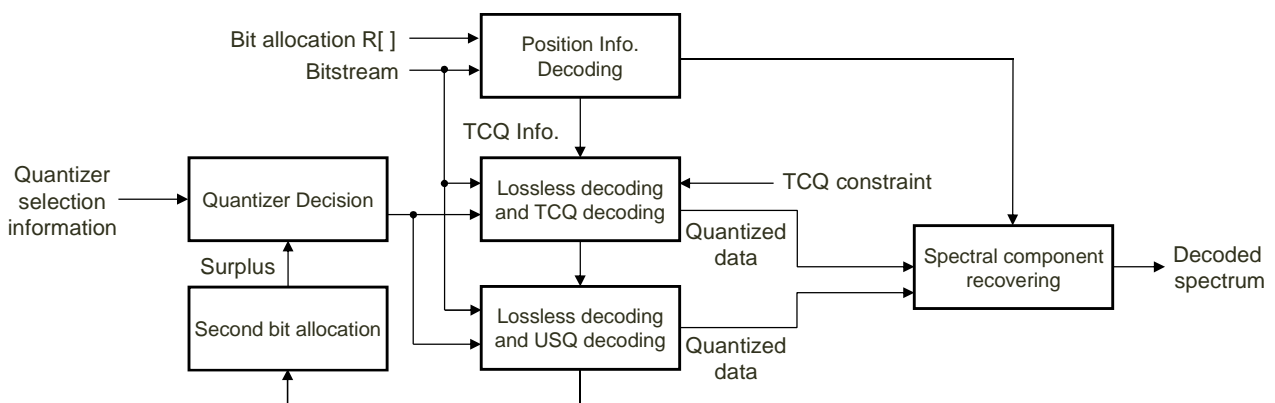 Bit allocation R[ ]
Bitstream
Position Info.
Decoding
TCQ Info.
Quantizer
selection
information
Quantizer Decision
Lossless decoding
and TCQ decoding
TCQ constraint
Quantized
data
Surplus
Second bit allocation
Lossless decoding
and USQ decoding
Quantized
data
Spectral component
recovering
Decoded
spectrum